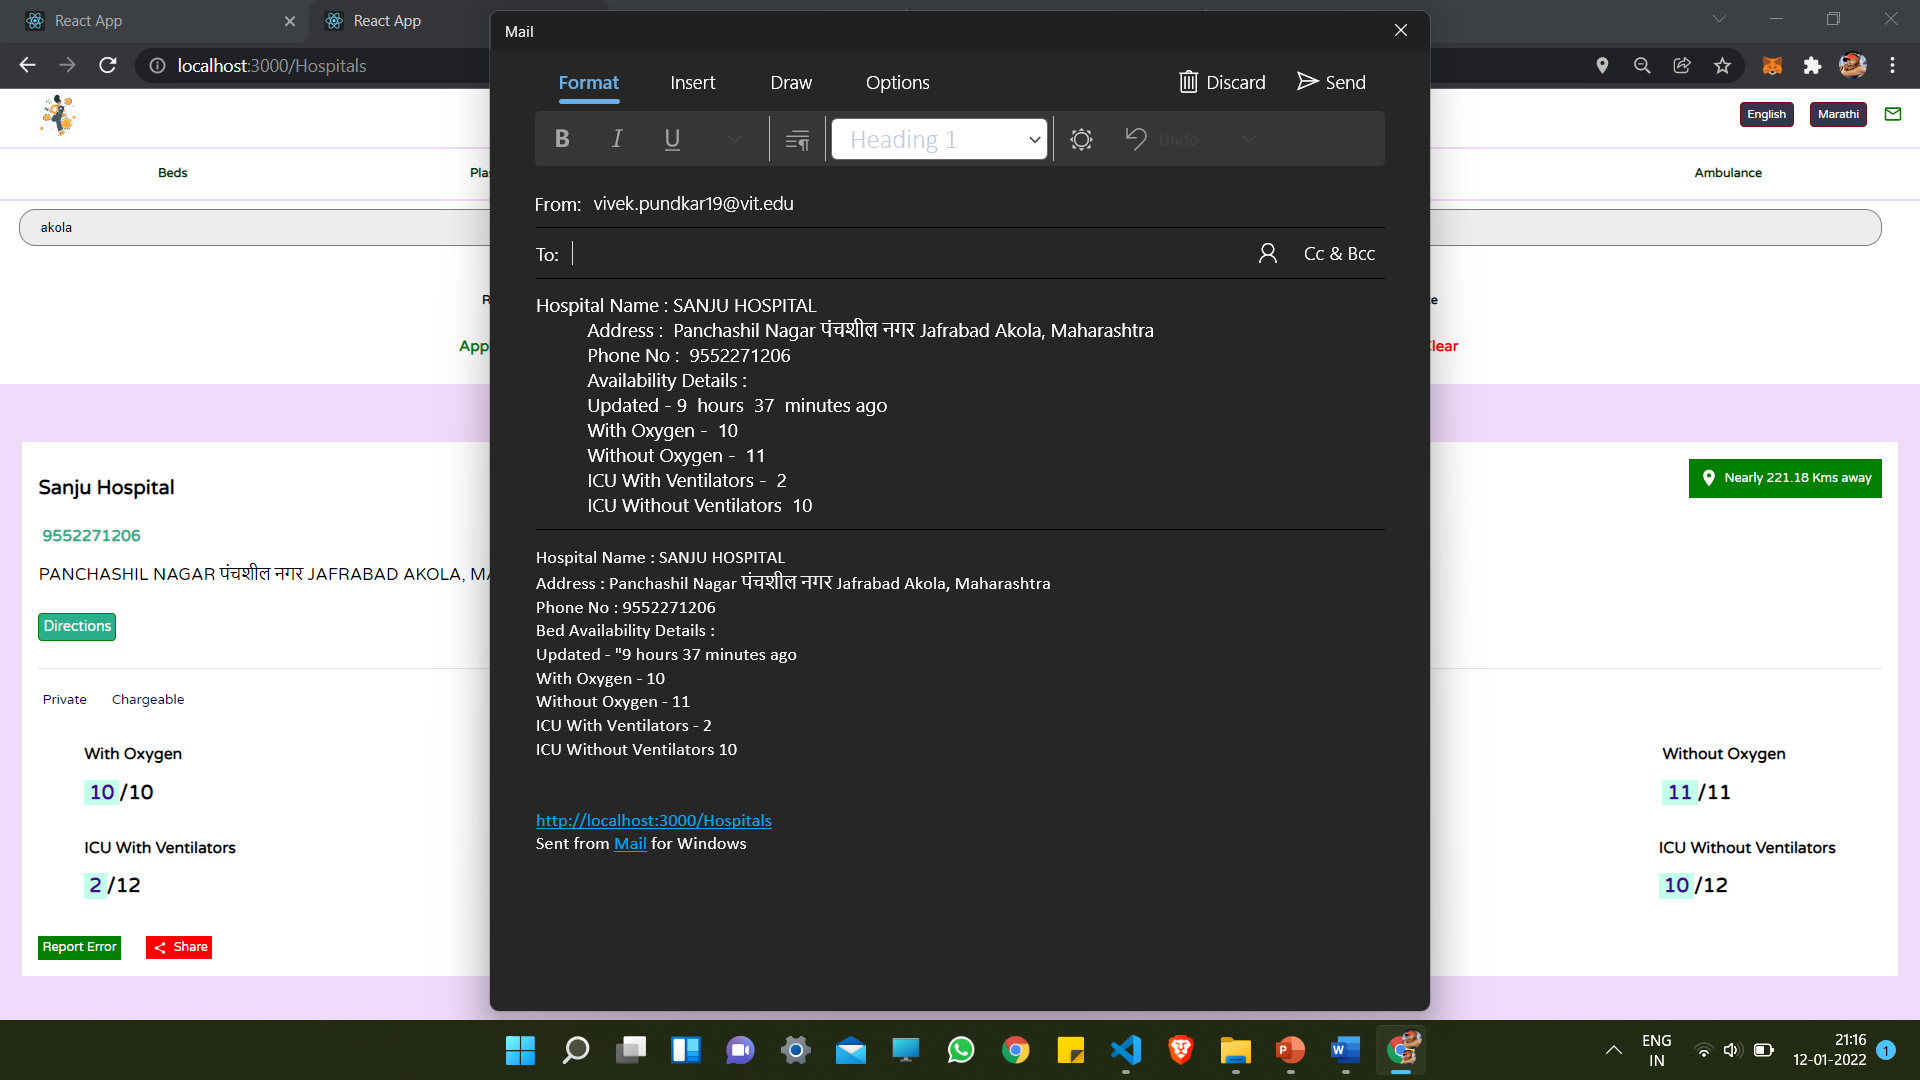 React App
React App
localhost:3000/Hospitals
English
Marathi
Beds
Ambulance
akola
Clear
Sanju Hospital
9552271206
PANCHASHIL NAGAR पंचशील नगर JAFRABAD AKOLA,
Directions
Nearly 221.18 Kms away
Private Chargeable
With Oxygen
10/10
Without Oxygen
11/11
ICU With Ventilators
2/12
ICU Without Ventilators
10/12
Report Error
Share
Mail
Format Insert Draw Options Discard Send
B I U Heading 1 Undo
From: vivek.pundkar19@vit.edu
To: Cc & Bcc
Hospital Name : SANJU HOSPITAL
Address : Panchashil Nagar पंचशील नगर Jafrabad Akola, Maharashtra
Phone No : 9552271206
Availability Details :
Updated - 9 hours 37 minutes ago
With Oxygen - 10
Without Oxygen - 11
ICU With Ventilators - 2
ICU Without Ventilators 10
Hospital Name : SANJU HOSPITAL
Address : Panchashil Nagar पंचशील नगर Jafrabad Akola, Maharashtra
Phone No : 9552271206
Bed Availability Details :
Updated - "9 hours 37 minutes ago
With Oxygen - 10
Without Oxygen - 11
ICU With Ventilators - 2
ICU Without Ventilators 10
http://localhost:3000/Hospitals
Sent from Mail for Windows
ENG
IN
21:16
12-01-2022
1